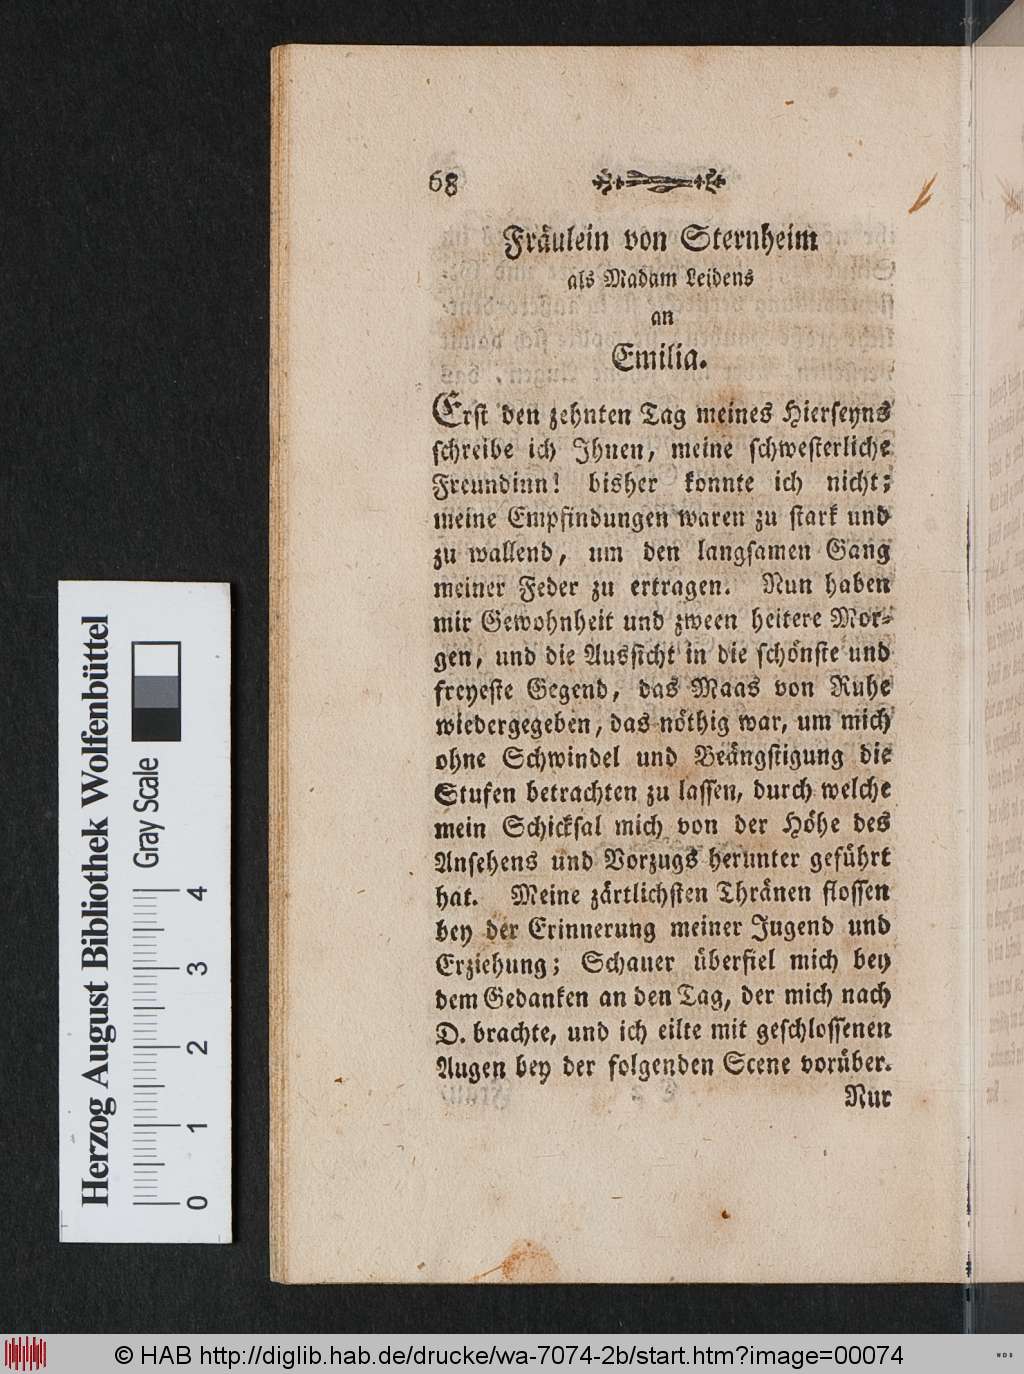 68
Fräulein von Sternheim
als Madam Leidens
an
Emilia.
Erst den zehnten Tag meines Hierseyns
schreibe ich Ihnen, meine schwesterliche
Freundinn! bisher konnte ich nicht;
meine Empfindungen waren zu stark und
zu wallend, um den langsamen Gang
meiner Feder zu ertragen. Nun haben
mir Gewohnheit und zween heitere Mor-
gen, und die Aussicht in die schönste und
freyeste Gegend, das Maas von Ruhe
wiedergegeben, das nöthig war, um mich
ohne Schwindel und Beängstigung die
Stufen betrachten zu lassen, durch welche
mein Schicksal mich von der Höhe des
Ansehens und Vorzugs herunter geführt
hat. Meine zärtlichsten Thränen flossen
bey der Erinnerung meiner Jugend und
Erziehung; Schauer überfiel mich bey
dem Gedanken an den Tag, der mich nach
D. brachte, und ich eilte mit geschlossenen
Augen bey der folgenden Scene vorüber.
Nur
Herzog August Bibliothek Wolfenbüttel
Gray Scale
0 1 2 3 4
© HAB http://diglib.hab.de/drucke/wa-7074-2b/start.htm?image=00074
WDB